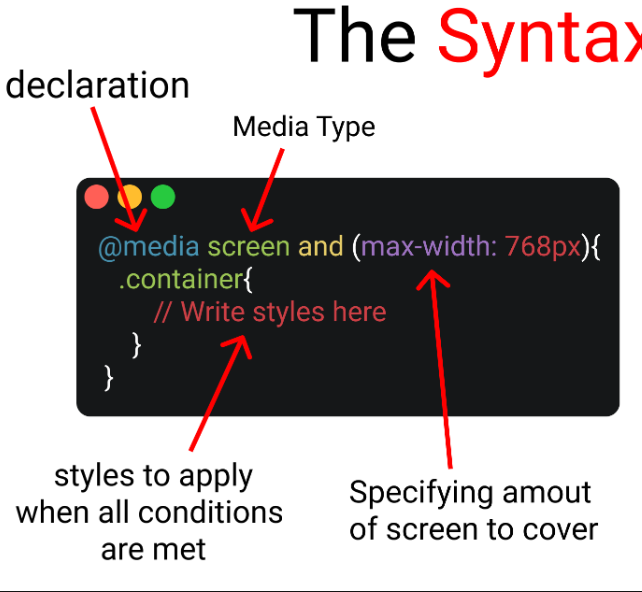 The Syntax
declaration
Media Type
@media screen and (max-width: 768px){
.container{
// Write styles here
}
}
styles to apply
when all conditions
are met
Specifying amout
of screen to cover